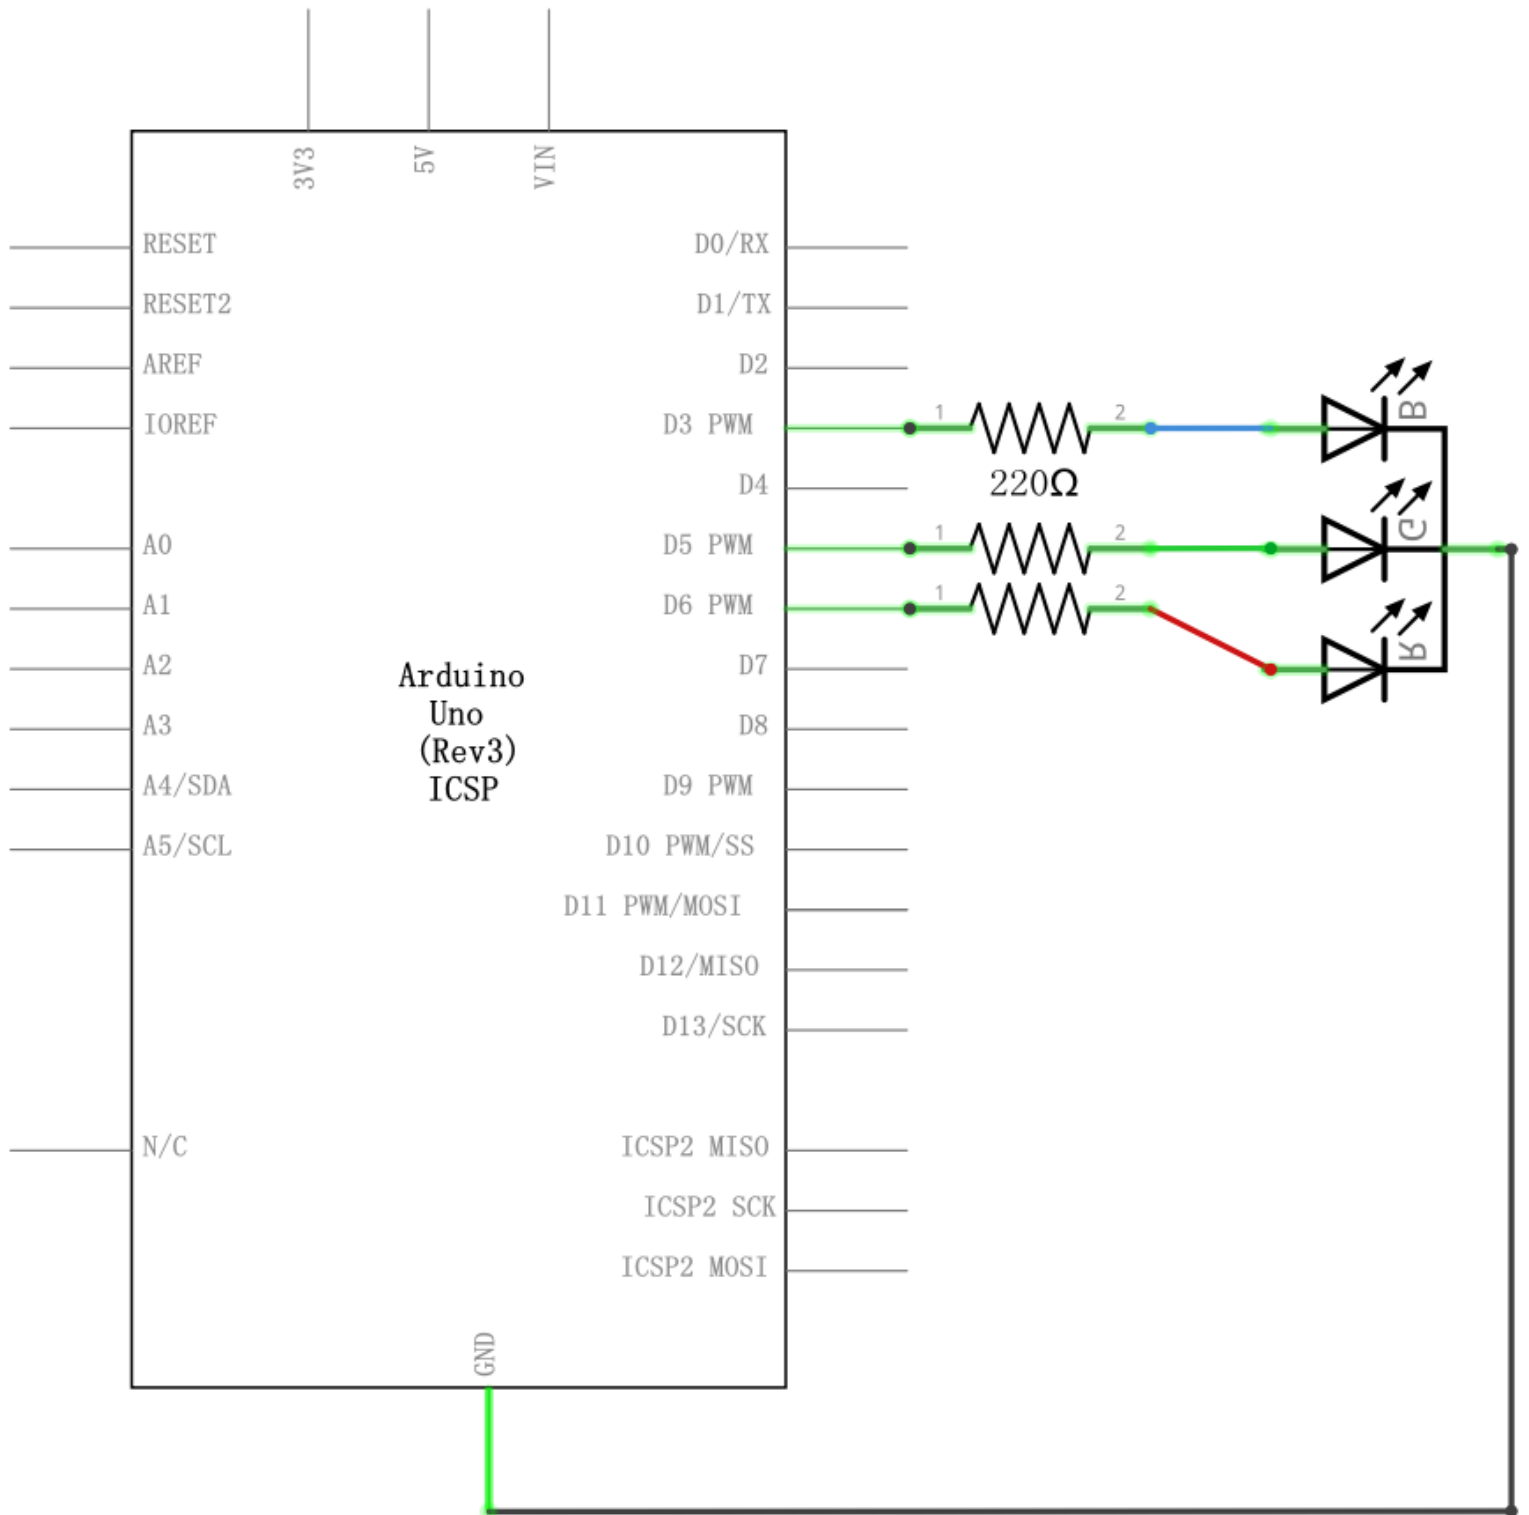 3V3
5V
VIN
RESET
RESET2
AREF
IOREF
A0
A1
A2
A3
A4/SDA
A5/SCL
N/C
Arduino
Uno
(Rev3)
ICSP
D0/RX
D1/TX
D2
D3 PWM
D4
D5 PWM
D6 PWM
D7
D8
D9 PWM
D10 PWM/SS
D11 PWM/MOSI
D12/MISO
D13/SCK
ICSP2 MISO
ICSP2 SCK
ICSP2 MOSI
GND
1 2
220Ω
1 2
1 2
B
G
R